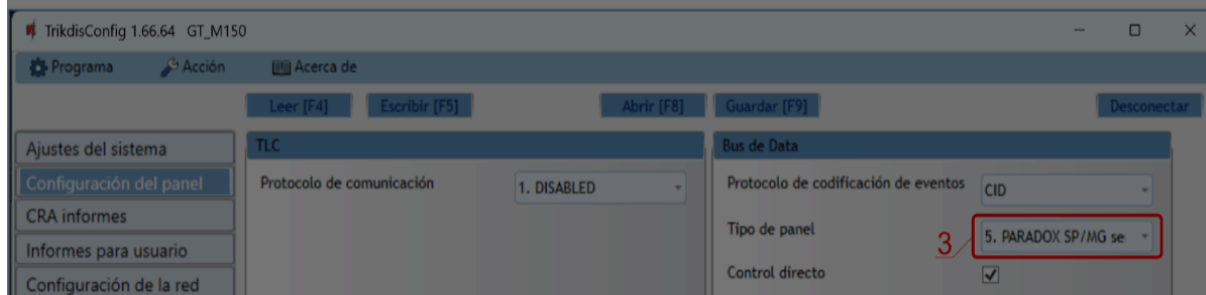 TrikdisConfig 1.66.64 GT_M150
Programa Acción Acerca de
Leer [F4] Escribir [F5] Abrir [F8] Guardar [F9] Desconectar
Ajustes del sistema
Configuración del panel
CRA informes
Informes para usuario
Configuración de la red
TLC
Protocolo de comunicación 1. DISABLED
Bus de Data
Protocolo de codificación de eventos CID
Tipo de panel 3 5. PARADOX SP/MG se
Control directo